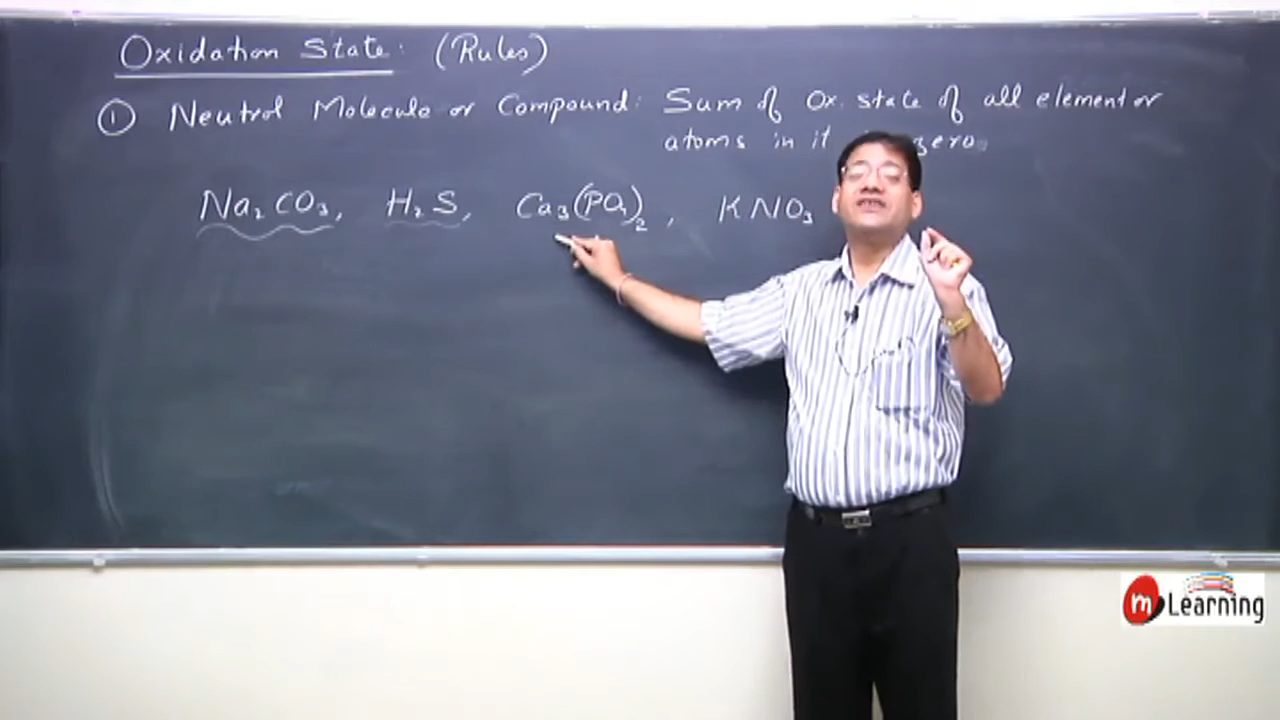 Oxidation State: (Rules)
① Neutral Molecule or Compound: Sum of Ox. state of all element or
atoms in it zero.
Na₂CO₃, H₂S, Ca₃(PO₄)₂, KNO₃
m Learning